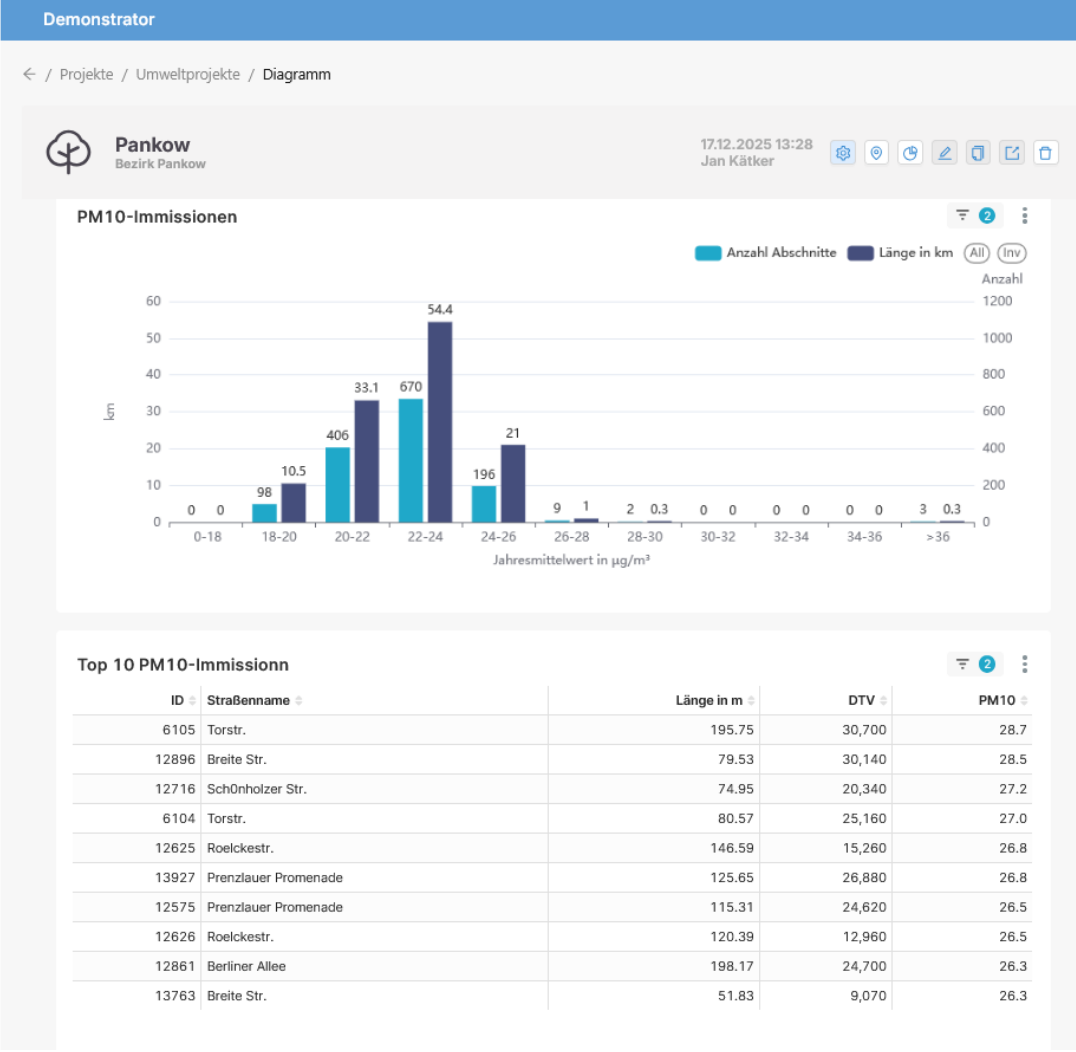 Demonstrator
← / Projekte / Umweltprojekte / Diagramm
Pankow
Bezirk Pankow
17.12.2025 13:28
Jan Kätker
PM10-Immissionen
2
Anzahl Abschnitte Länge in km All Inv
Anzahl
60 1200
50 1000
40 800
30 600
20 400
10 200
0 0
km
0 0 98 10.5 406 33.1 670 54.4 196 21 9 1 2 0.3 0 0 0 0 0 0 3 0.3
0-18 18-20 20-22 22-24 24-26 26-28 28-30 30-32 32-34 34-36 >36
Jahresmittelwert in µg/m³
Top 10 PM10-Immissionn
2
ID Straßenname Länge in m DTV PM10
6105 Torstr. 195.75 30,700 28.7
12896 Breite Str. 79.53 30,140 28.5
12716 Sch0nholzer Str. 74.95 20,340 27.2
6104 Torstr. 80.57 25,160 27.0
12625 Roelckestr. 146.59 15,260 26.8
13927 Prenzlauer Promenade 125.65 26,880 26.8
12575 Prenzlauer Promenade 115.31 24,620 26.5
12626 Roelckestr. 120.39 12,960 26.5
12861 Berliner Allee 198.17 24,700 26.3
13763 Breite Str. 51.83 9,070 26.3